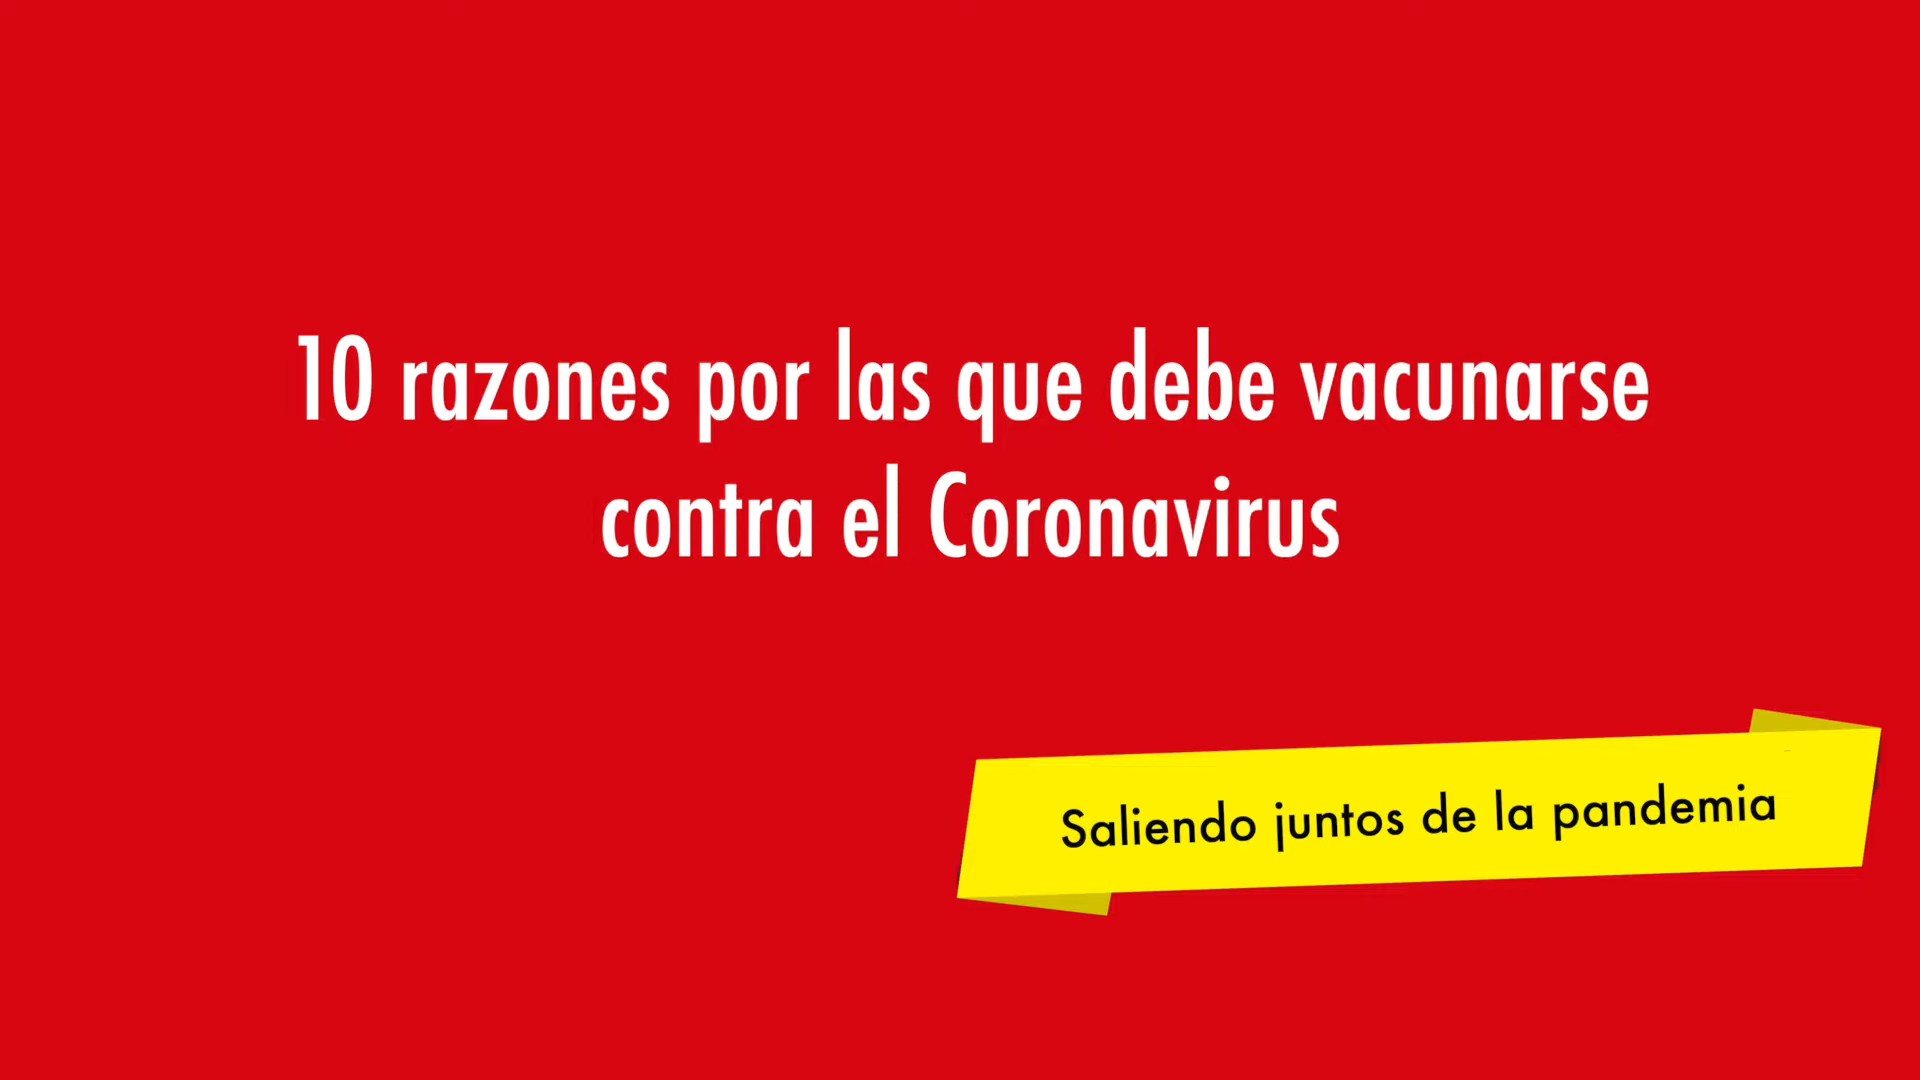 10 razones por las que debe vacunarse
contra el Coronavirus
Saliendo juntos de la pandemia